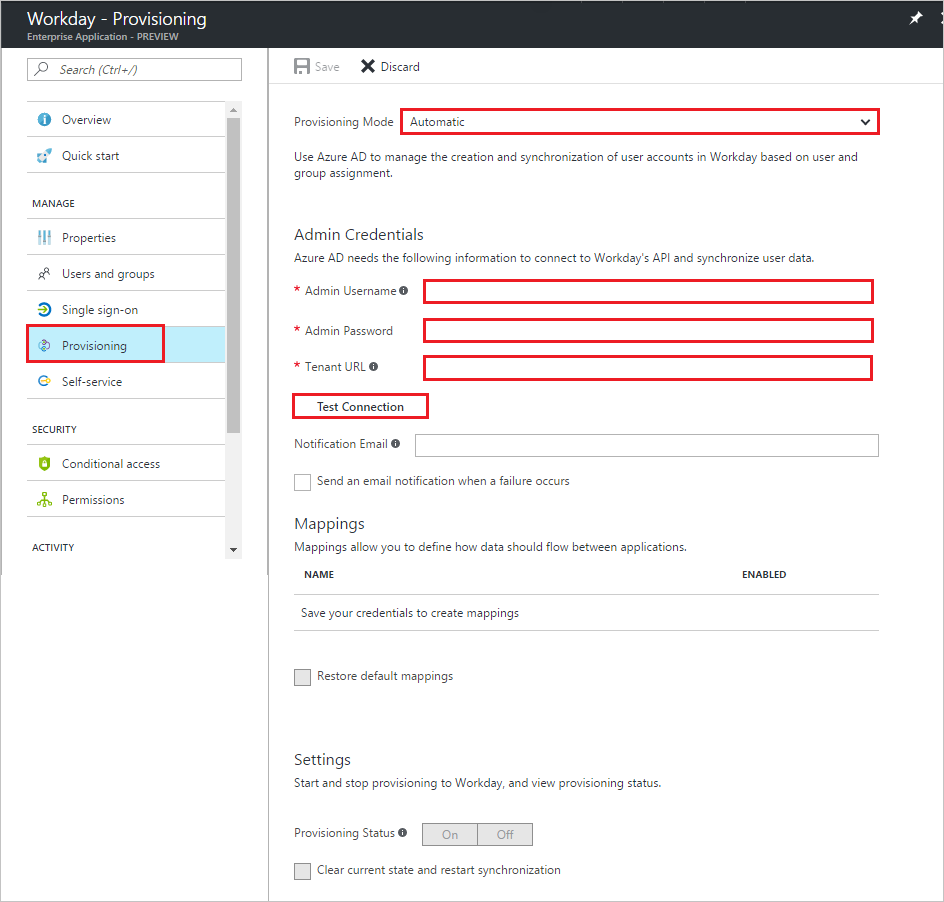 Workday - Provisioning
Enterprise Application - PREVIEW
Search (Ctrl+/)
Overview
Quick start
MANAGE
Properties
Users and groups
Single sign-on
Provisioning
Self-service
SECURITY
Conditional access
Permissions
ACTIVITY
Save
Discard
Provisioning Mode
Automatic
Use Azure AD to manage the creation and synchronization of user accounts in Workday based on user and
group assignment.
Admin Credentials
Azure AD needs the following information to connect to Workday's API and synchronize user data.
* Admin Username
* Admin Password
* Tenant URL
Test Connection
Notification Email
Send an email notification when a failure occurs
Mappings
Mappings allow you to define how data should flow between applications.
NAME ENABLED
Save your credentials to create mappings
Restore default mappings
Settings
Start and stop provisioning to Workday, and view provisioning status.
Provisioning Status
On Off
Clear current state and restart synchronization